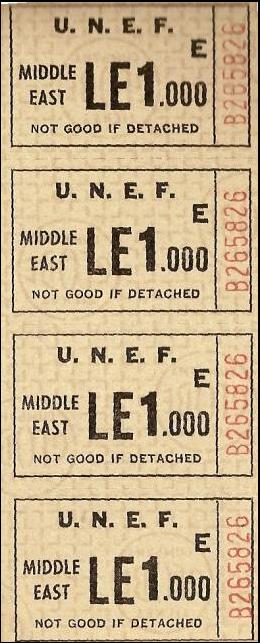 U. N. E. F.
E
MIDDLE
EAST
LE1.000
NOT GOOD IF DETACHED
B265826
U. N. E. F.
E
MIDDLE
EAST
LE1.000
NOT GOOD IF DETACHED
B265826
U. N. E. F.
E
MIDDLE
EAST
LE1.000
NOT GOOD IF DETACHED
B265826
U. N. E. F.
E
MIDDLE
EAST
LE1.000
NOT GOOD IF DETACHED
B265826